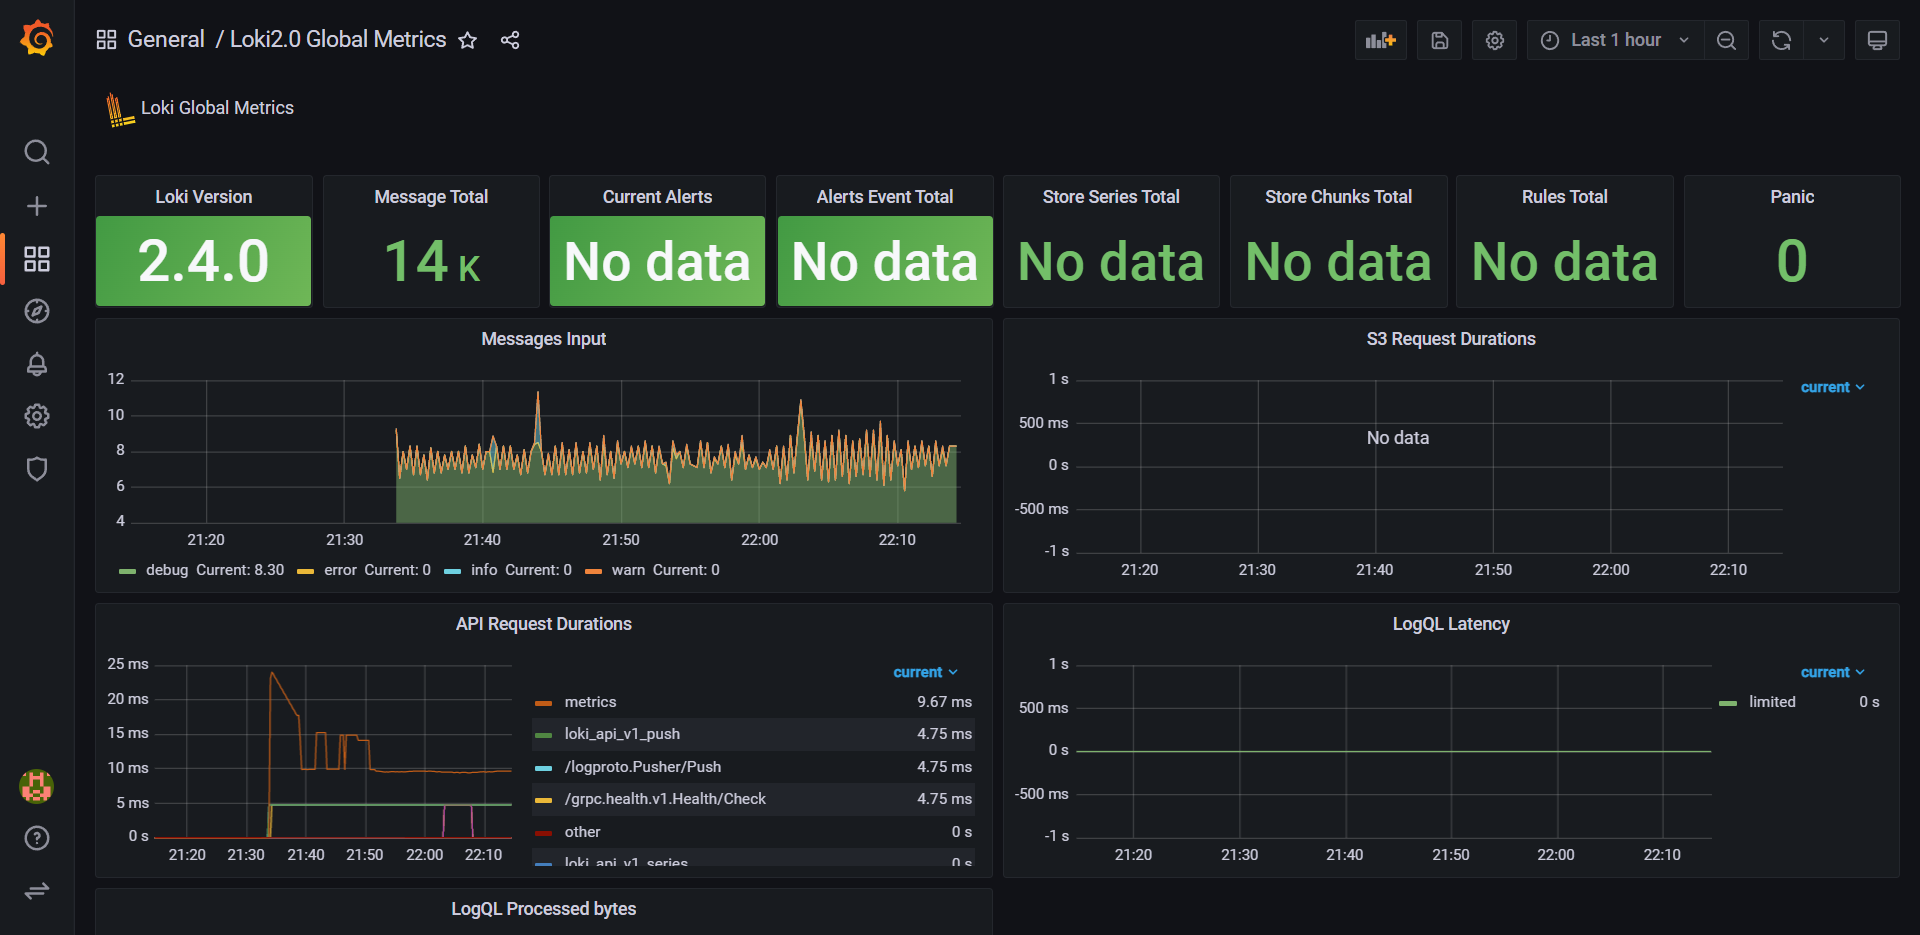 General / Loki2.0 Global Metrics
Last 1 hour
Loki Global Metrics
Loki Version
2.4.0
Message Total
14 K
Current Alerts
No data
Alerts Event Total
No data
Store Series Total
No data
Store Chunks Total
No data
Rules Total
No data
Panic
0
Messages Input
12
10
8
6
4
21:20 21:30 21:40 21:50 22:00 22:10
debug Current: 8.30 error Current: 0 info Current: 0 warn Current: 0
S3 Request Durations
1 s
500 ms
0 s
-500 ms
-1 s
No data
current
21:20 21:30 21:40 21:50 22:00 22:10
API Request Durations
25 ms
20 ms
15 ms
10 ms
5 ms
0 s
21:20 21:30 21:40 21:50 22:00 22:10
current
metrics 9.67 ms
loki_api_v1_push 4.75 ms
/logproto.Pusher/Push 4.75 ms
/grpc.health.v1.Health/Check 4.75 ms
other 0 s
loki_api_v1_series 0 s
LogQL Latency
1 s
500 ms
0 s
-500 ms
-1 s
21:20 21:30 21:40 21:50 22:00 22:10
current
limited 0 s
LogQL Processed bytes